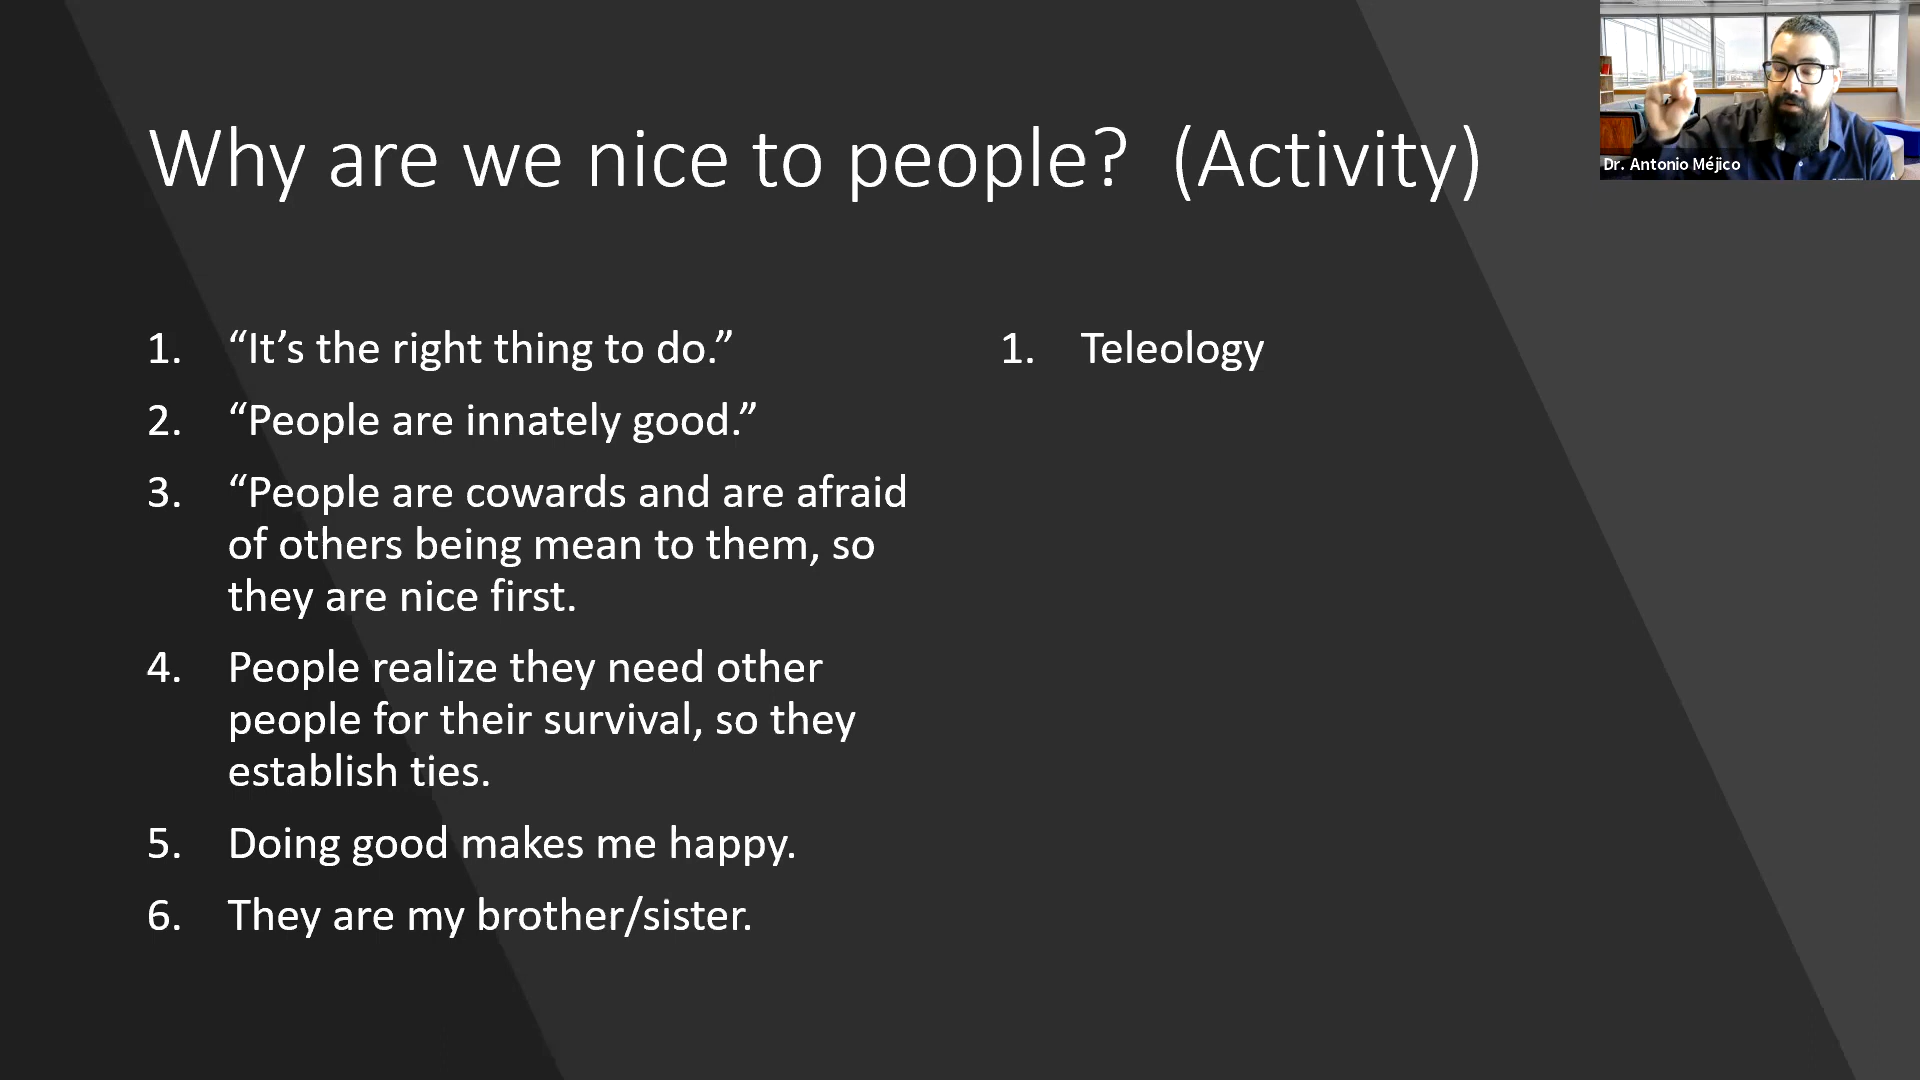 Why are we nice to people?  (Activity)
Dr. Antonio Méjico
1. “It’s the right thing to do.”
2. “People are innately good.”
3. “People are cowards and are afraid
of others being mean to them, so
they are nice first.
4. People realize they need other
people for their survival, so they
establish ties.
5. Doing good makes me happy.
6. They are my brother/sister.
1. Teleology